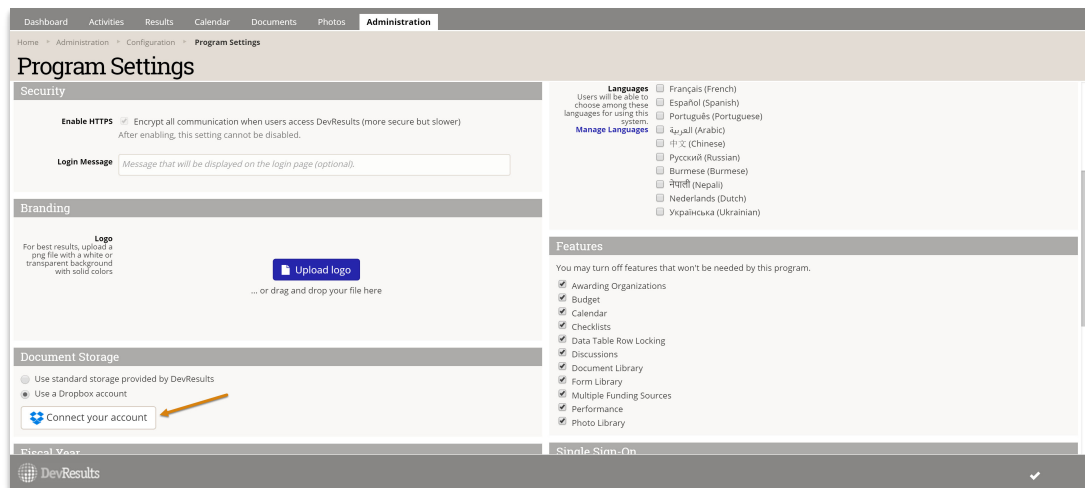 Dashboard Activities Results Calendar Documents Photos Administration
Home Administration Configuration Program Settings
Program Settings
Security
Enable HTTPS Encrypt all communication when users access DevResults (more secure but slower)
After enabling, this setting cannot be disabled.
Login Message Message that will be displayed on the login page (optional).
Branding
Logo
For best results, upload a
png file with a white or
transparent background
with solid colors
Upload logo
... or drag and drop your file here
Document Storage
Use standard storage provided by DevResults
Use a Dropbox account
Connect your account
Fiscal Year
Languages
Users will be able to
choose among these
languages for using this
system.
Manage Languages
Français (French)
Español (Spanish)
Português (Portuguese)
العربية (Arabic)
中文 (Chinese)
Русский (Russian)
Burmese (Burmese)
नेपाली (Nepali)
Nederlands (Dutch)
Українська (Ukrainian)
Features
You may turn off features that won't be needed by this program.
Awarding Organizations
Budget
Calendar
Checklists
Data Table Row Locking
Discussions
Document Library
Form Library
Multiple Funding Sources
Performance
Photo Library
Single Sign-On
DevResults